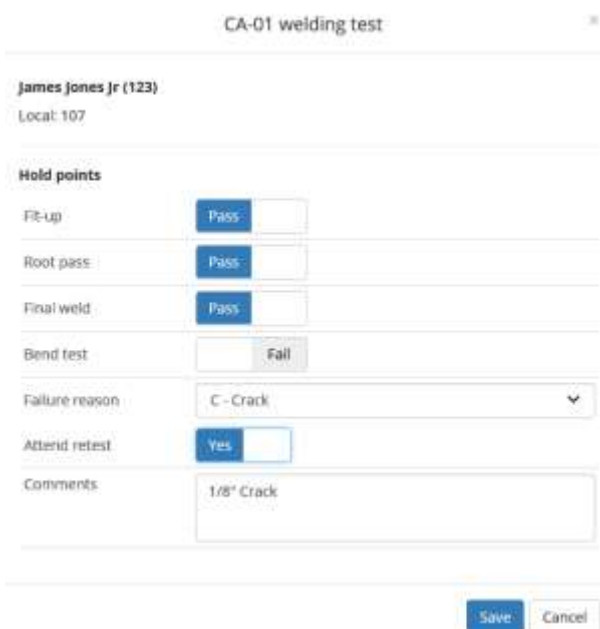 CA-01 welding test
×
James Jones Jr (123)
Local: 107
Hold points
Fit-up Pass
Root pass Pass
Final weld Pass
Bend test Fail
Failure reason C - Crack
Attend retest Yes
Comments 1/8" Crack
Save Cancel